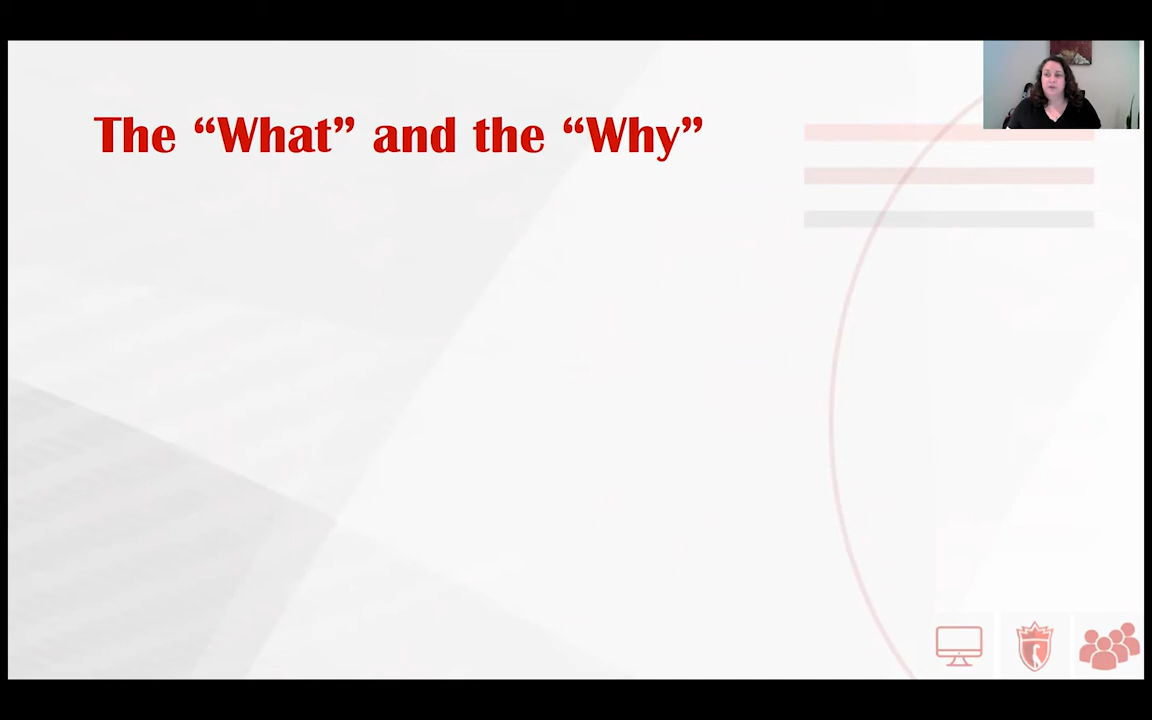 The “What” and the “Why”